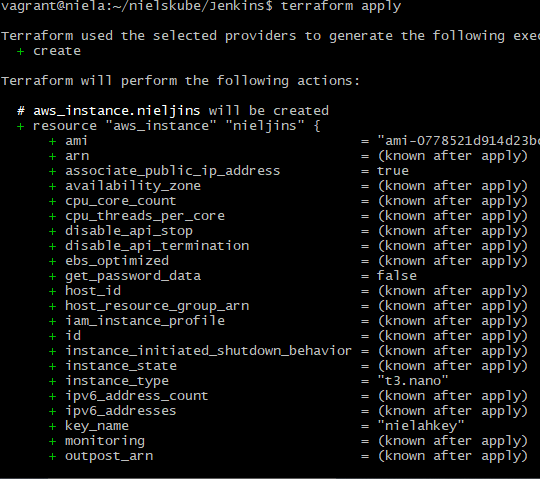 vagrant@niela:~/nielskube/Jenkins$ terraform apply
Terraform used the selected providers to generate the following
+ create
Terraform will perform the following actions:
# aws_instance.nieljins will be created
+ resource "aws_instance" "nieljins" {
+ ami = "ami-0778521d914d23b
+ arn = (known after apply)
+ associate_public_ip_address = true
+ availability_zone = (known after apply)
+ cpu_core_count = (known after apply)
+ cpu_threads_per_core = (known after apply)
+ disable_api_stop = (known after apply)
+ disable_api_termination = (known after apply)
+ ebs_optimized = (known after apply)
+ get_password_data = false
+ host_id = (known after apply)
+ host_resource_group_arn = (known after apply)
+ iam_instance_profile = (known after apply)
+ id = (known after apply)
+ instance_initiated_shutdown_behavior = (known after apply)
+ instance_state = (known after apply)
+ instance_type = "t3.nano"
+ ipv6_address_count = (known after apply)
+ ipv6_addresses = (known after apply)
+ key_name = "nielahkey"
+ monitoring = (known after apply)
+ outpost_arn = (known after apply)